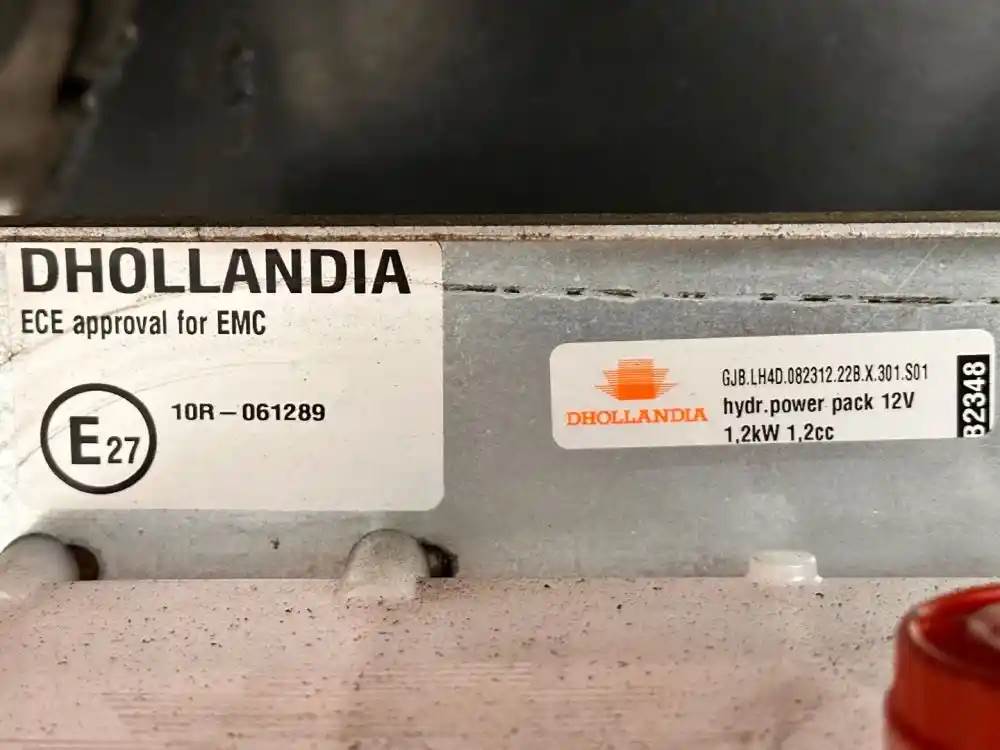 DHOLLANDIA
ECE approval for EMC
E27
10R-061289
DHOLLANDIA
GJB.LH4D.082312.22B.X.301.S01
hydr.power pack 12V
1,2kW 1,2cc
B2348